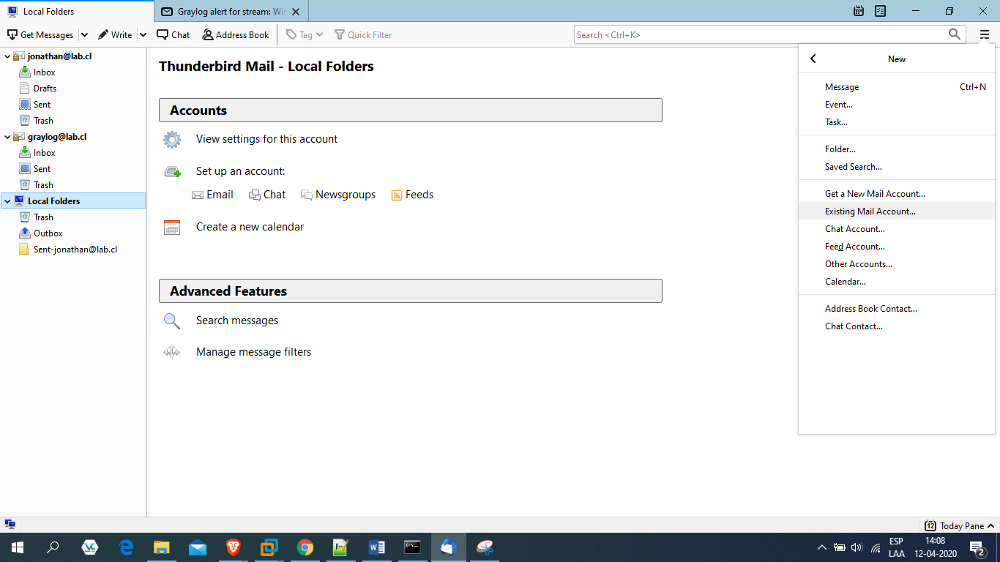 Local Folders
Graylog alert for stream: Wir
Get Messages
Write
Chat
Address Book
Tag
Quick Filter
Search <Ctrl+K>
jonathan@lab.cl
Inbox
Drafts
Sent
Trash
graylog@lab.cl
Inbox
Sent
Trash
Local Folders
Trash
Outbox
Sent-jonathan@lab.cl
Thunderbird Mail - Local Folders
Accounts
View settings for this account
Set up an account:
Email Chat Newsgroups Feeds
Create a new calendar
Advanced Features
Search messages
Manage message filters
New
Message Ctrl+N
Event...
Task...
Folder...
Saved Search...
Get a New Mail Account...
Existing Mail Account...
Chat Account...
Feed Account...
Other Accounts...
Calendar...
Address Book Contact...
Chat Contact...
12 Today Pane
ESP
LAA
14:08
12-04-2020
2